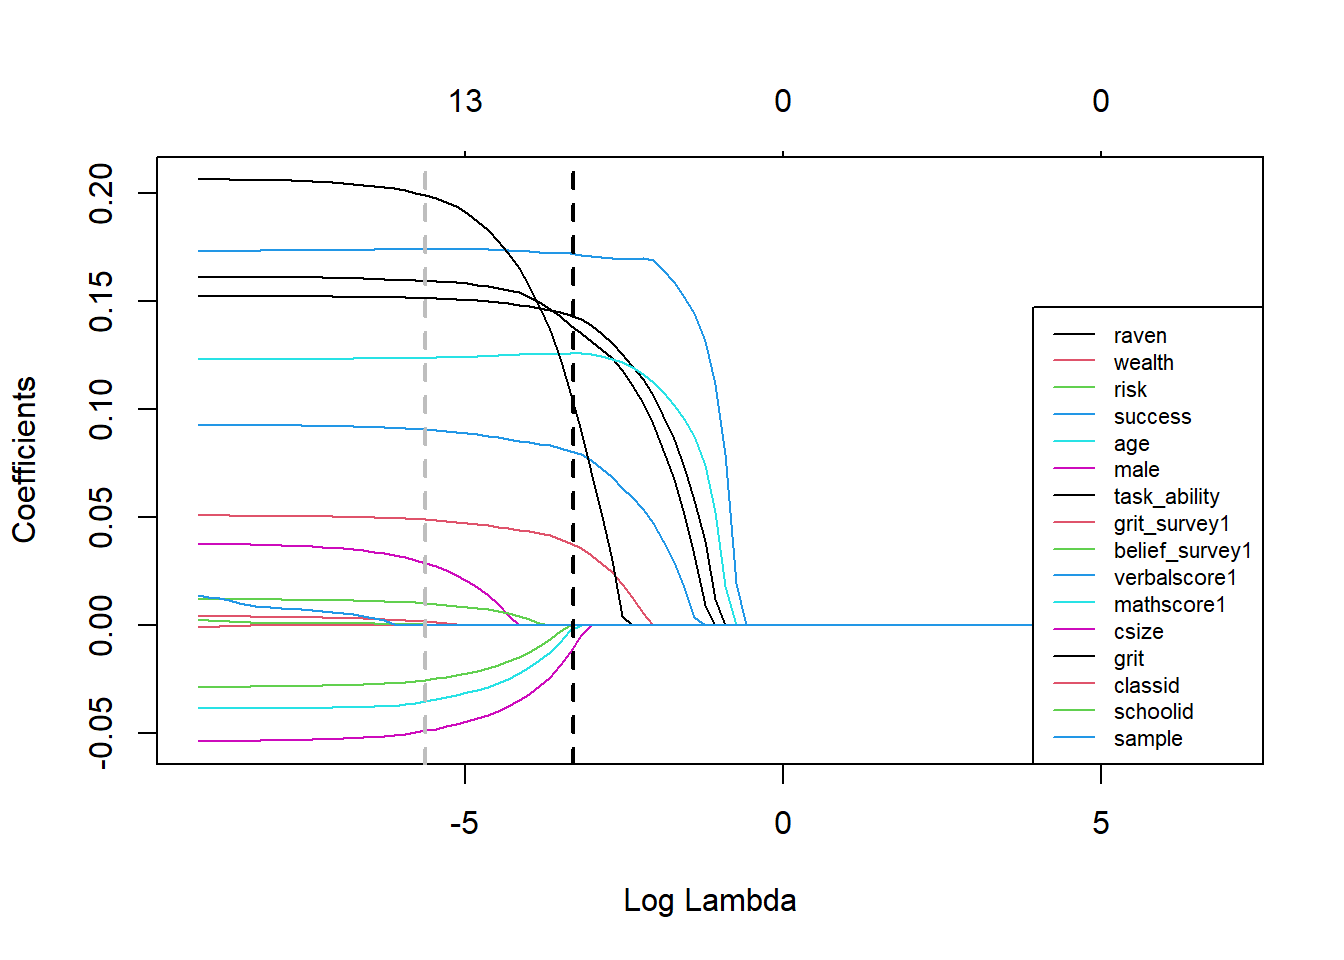 13 0 0
0.20
0.15
0.10
0.05
0.00
-0.05
Coefficients
raven
wealth
risk
success
age
male
task_ability
grit_survey1
belief_survey1
verbalscore1
mathscore1
csize
grit
classid
schoolid
sample
-5 0 5
Log Lambda